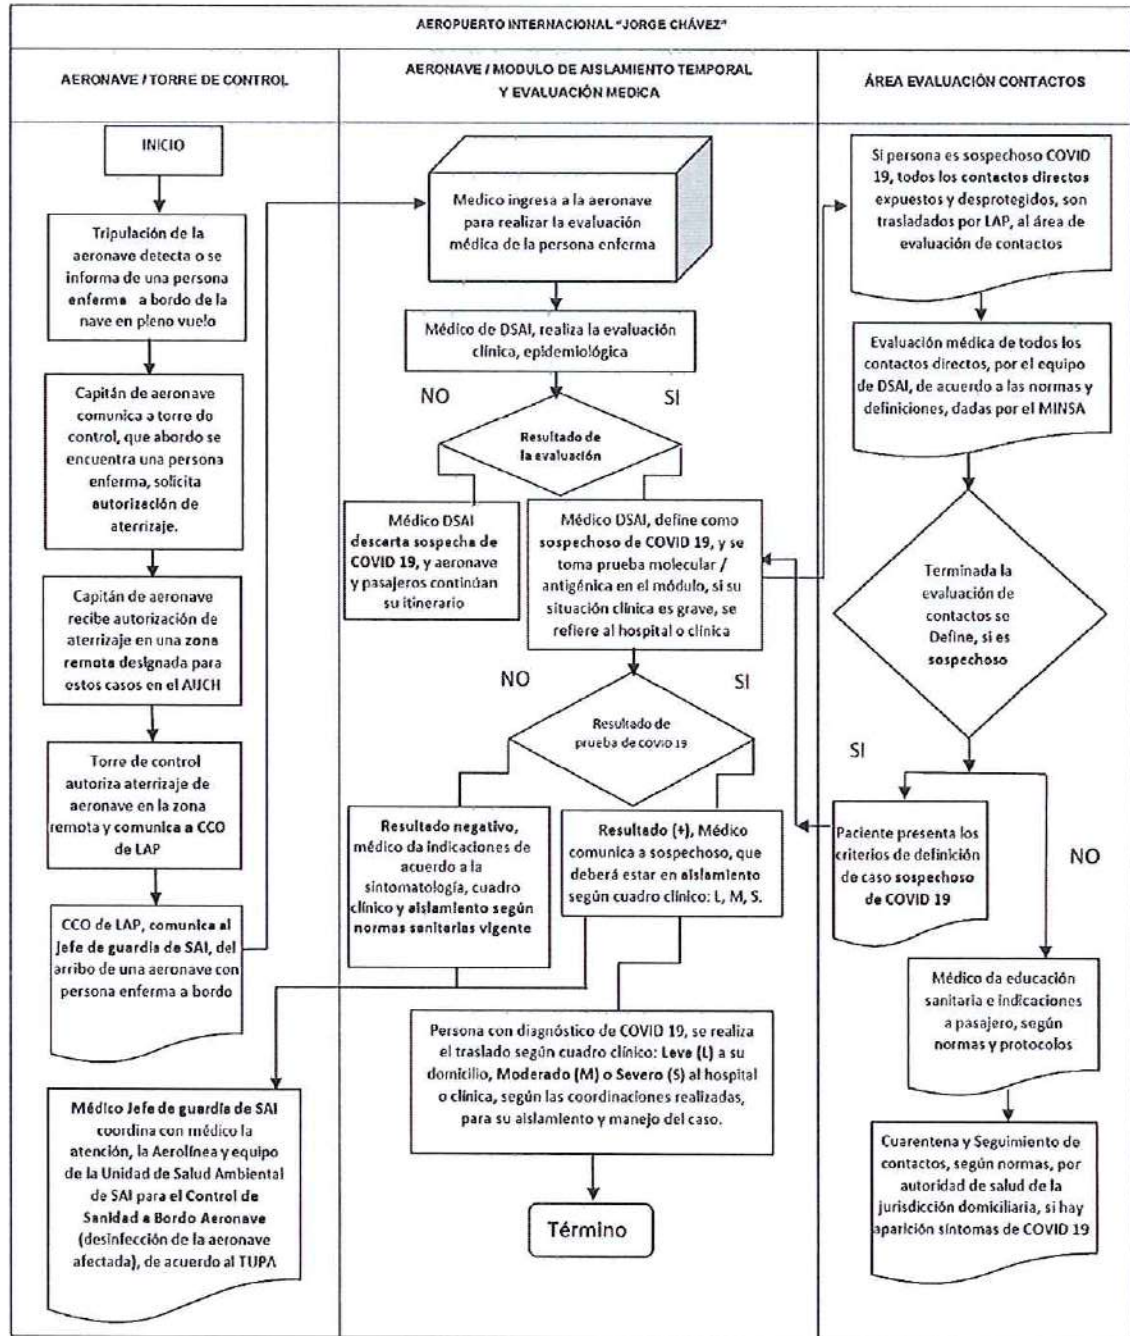 AEROPUERTO INTERNACIONAL "JORGE CHÁVEZ"
AERONAVE / TORRE DE CONTROL
INICIO
Tripulación de la
aeronave detecta o se
informa de una persona
enferma a bordo de la
nave en pleno vuelo
Capitán de aeronave
comunica a torre do
control, que abordo se
encuentra una persona
enferma, solicita
autorización de
aterrizaje.
Capitán de aeronave
recibe autorización de
aterrizaje en una zona
remota designada para
estos casos en el AIJCH
Torre de control
autoriza aterrizaje de
aeronave en la zona
remota y comunica a CCO
de LAP
CCO de LAP, comunica al
Jefe de guardia de SAI, del
arribo de una aeronave con
persona enferma a bordo
Médico Jefe de guardia de SAI
coordina con médico la
atención, la Aerolínea y equipo
de la Unidad de Salud Ambiental
de SAI para el Control de
Sanidad a Bordo Aeronave
(desinfección de la aeronave
afectada), de acuerdo al TUPA
AERONAVE / MODULO DE AISLAMIENTO TEMPORAL
Y EVALUACIÓN MEDICA
Medico ingresa a la aeronave
para realizar la evaluación
médica de la persona enferma
Médico de DSAI, realiza la evaluación
clínica, epidemiológica
NO
SI
Resultado de
la evaluación
Médico DSAI
descarta sospecha de
COVID 19, y aeronave
y pasajeros continúan
su itinerario
Médico DSAI, define como
sospechoso de COVID 19, y se
toma prueba molecular /
antigénica en el módulo, si su
situación clínica es grave, se
refiere al hospital o clínica
NO
SI
Resultado de
prueba de covid 19
Resultado negativo,
médico da indicaciones de
acuerdo a la
sintomatología, cuadro
clínico y aislamiento según
normas sanitarias vigente
Resultado (+), Médico
comunica a sospechoso, que
deberá estar en aislamiento
según cuadro clínico: L, M, S.
Persona con diagnóstico de COVID 19, se realiza
el traslado según cuadro clínico: Leve (L) a su
domicilio, Moderado (M) o Severo (S) al hospital
o clínica, según las coordinaciones realizadas,
para su aislamiento y manejo del caso.
Término
ÁREA EVALUACIÓN CONTACTOS
Si persona es sospechoso COVID
19, todos los contactos directos
expuestos y desprotegidos, son
trasladados por LAP, al área de
evaluación de contactos
Evaluación médica de todos los
contactos directos, por el equipo
de DSAI, de acuerdo a las normas y
definiciones, dadas por el MINSA
Terminada la
evaluación de
contactos se
Define, si es
sospechoso
SI
NO
Paciente presenta los
criterios de definición
de caso sospechoso
de COVID 19
Médico da educación
sanitaria e indicaciones
a pasajero, según
normas y protocolos
Cuarentena y Seguimiento de
contactos, según normas, por
autoridad de salud de la
jurisdicción domiciliaria, si hay
aparición síntomas de COVID 19